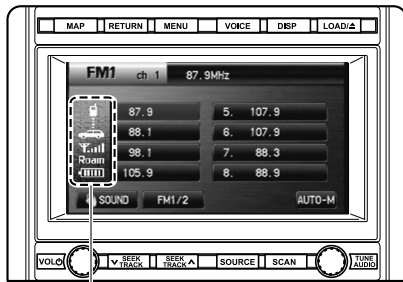 MAP RETURN MENU VOICE DISP LOAD/⏏
FM1 ch 1 87.9MHz
87.9 5. 107.9
88.1 6. 107.9
98.1 7. 88.3
Roam
105.9 8. 88.9
SOUND FM1/2 AUTO-M
VOL SEEK TRACK SEEK TRACK SOURCE SCAN TUNE AUDIO